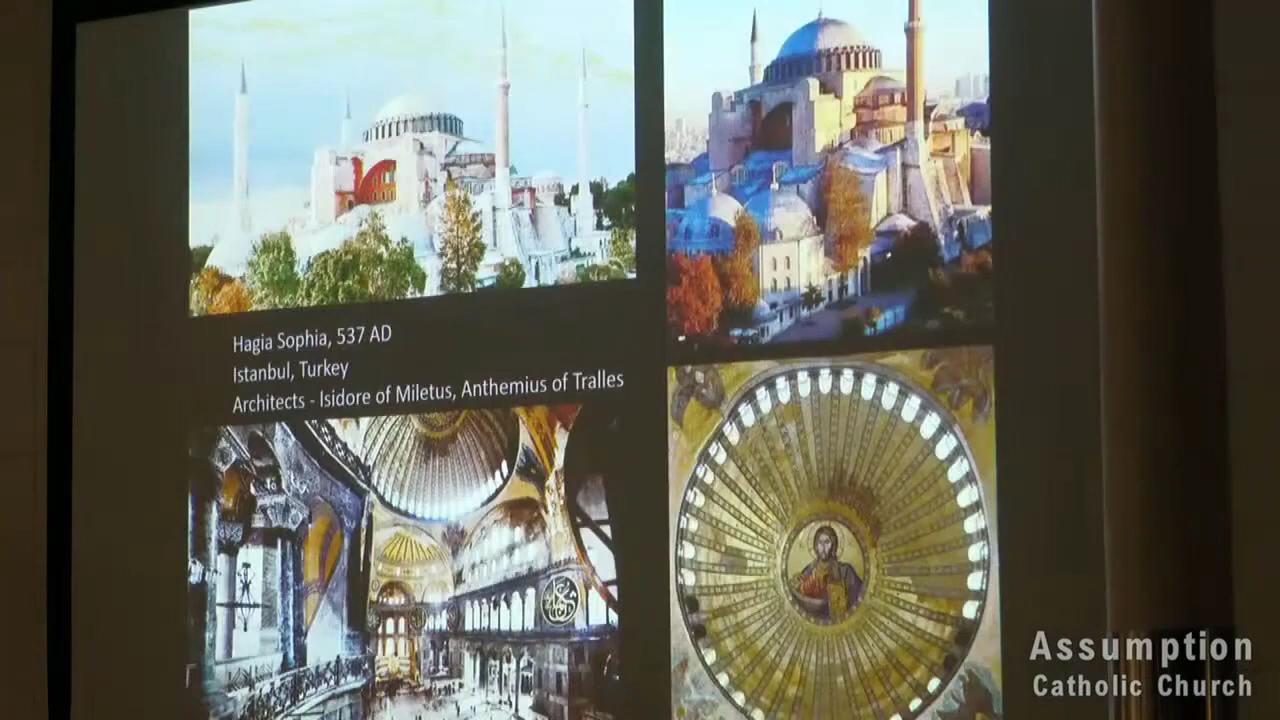 Hagia Sophia, 537 AD
Istanbul, Turkey
Architects - Isidore of Miletus, Anthemius of Tralles
Assumption
Catholic Church